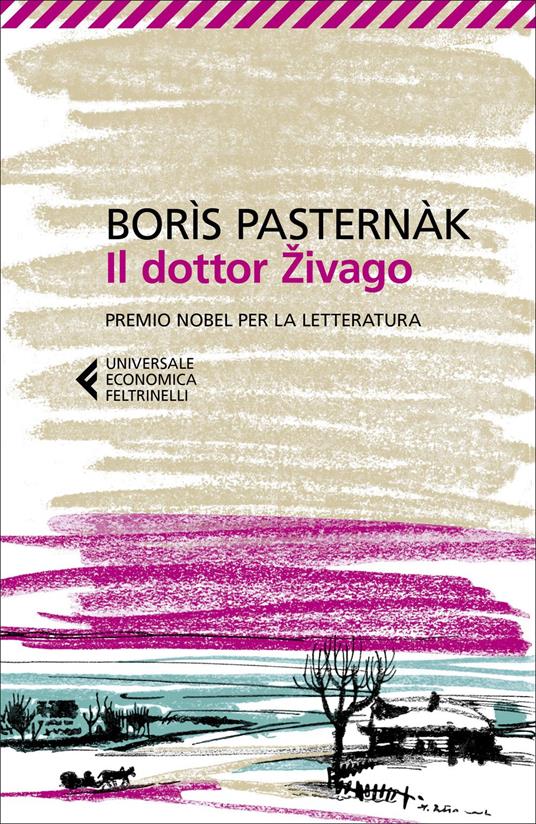 BORÌS PASTERNÀK
Il dottor Živago
PREMIO NOBEL PER LA LETTERATURA
UNIVERSALE
ECONOMICA
FELTRINELLI